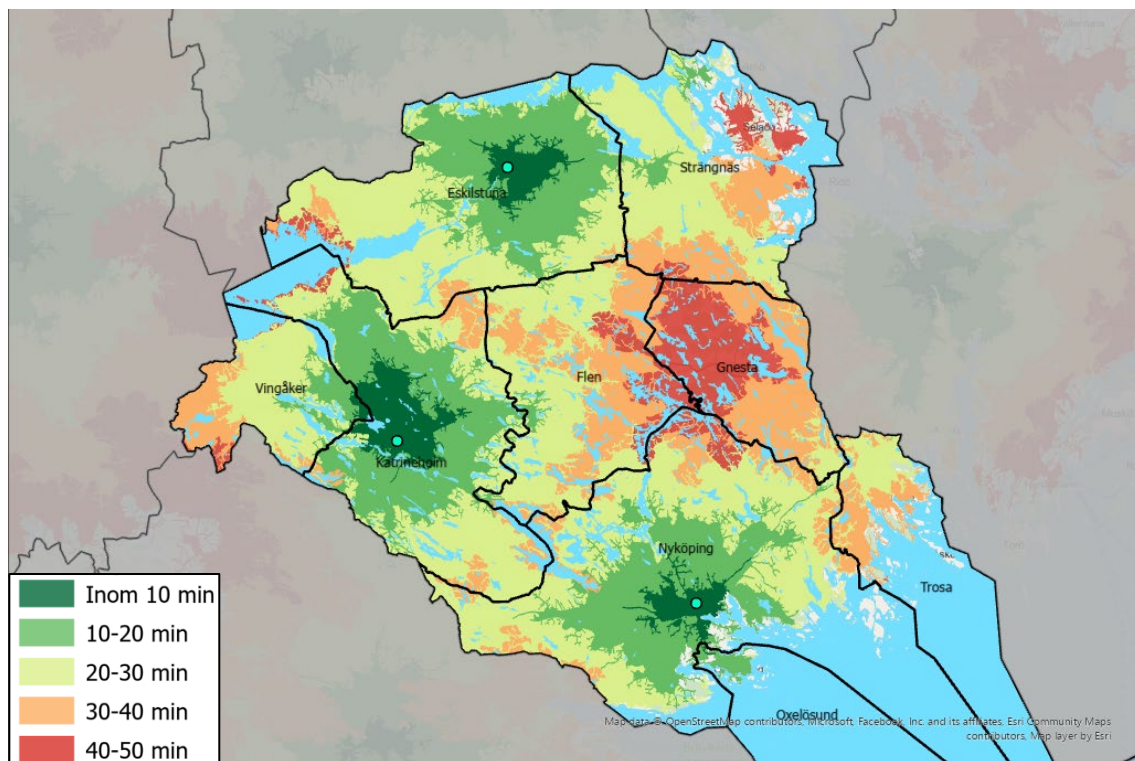 Selaön
Strängnäs
Eskilstuna
Gnesta
Flen
Vingåker
Katrineholm
Nyköping
Trosa
Oxelösund
Map data © OpenStreetMap contributors, Microsoft, Facebook, Inc. and its affiliates, Esri Community Maps
contributors, Map layer by Esri
Inom 10 min
10-20 min
20-30 min
30-40 min
40-50 min